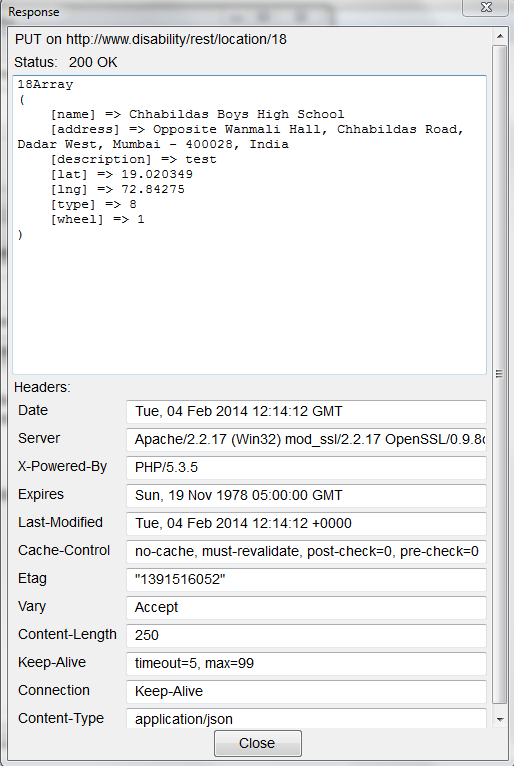 Response
PUT on http://www.disability/rest/location/18
Status: 200 OK
18Array
(
[name] => Chhabildas Boys High School
[address] => Opposite Wanmali Hall, Chhabildas Road,
Dadar West, Mumbai - 400028, India
[description] => test
[lat] => 19.020349
[lng] => 72.84275
[type] => 8
[wheel] => 1
)
Headers:
Date Tue, 04 Feb 2014 12:14:12 GMT
Server Apache/2.2.17 (Win32) mod_ssl/2.2.17 OpenSSL/0.9.8
X-Powered-By PHP/5.3.5
Expires Sun, 19 Nov 1978 05:00:00 GMT
Last-Modified Tue, 04 Feb 2014 12:14:12 +0000
Cache-Control no-cache, must-revalidate, post-check=0, pre-check=0
Etag "1391516052"
Vary Accept
Content-Length 250
Keep-Alive timeout=5, max=99
Connection Keep-Alive
Content-Type application/json
Close